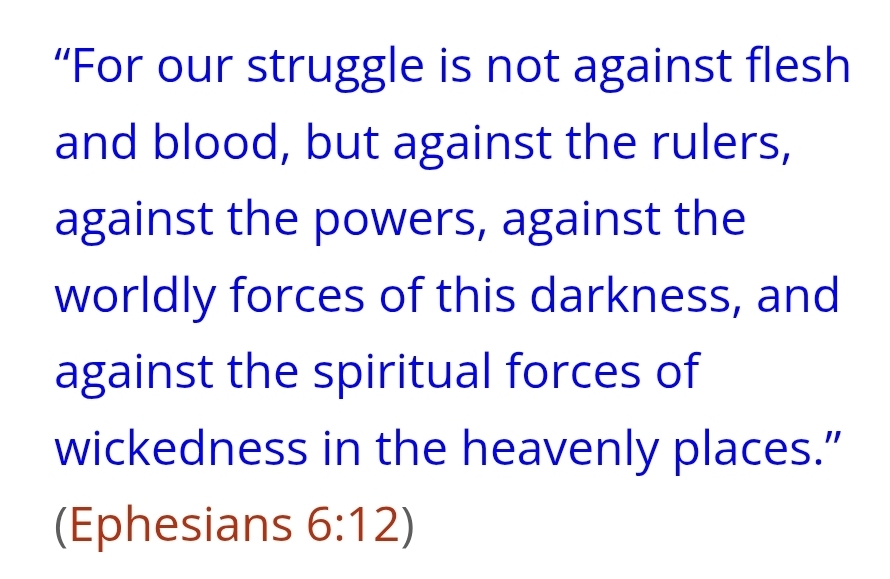 “For our struggle is not against flesh
and blood, but against the rulers,
against the powers, against the
worldly forces of this darkness, and
against the spiritual forces of
wickedness in the heavenly places.”
(Ephesians 6:12)